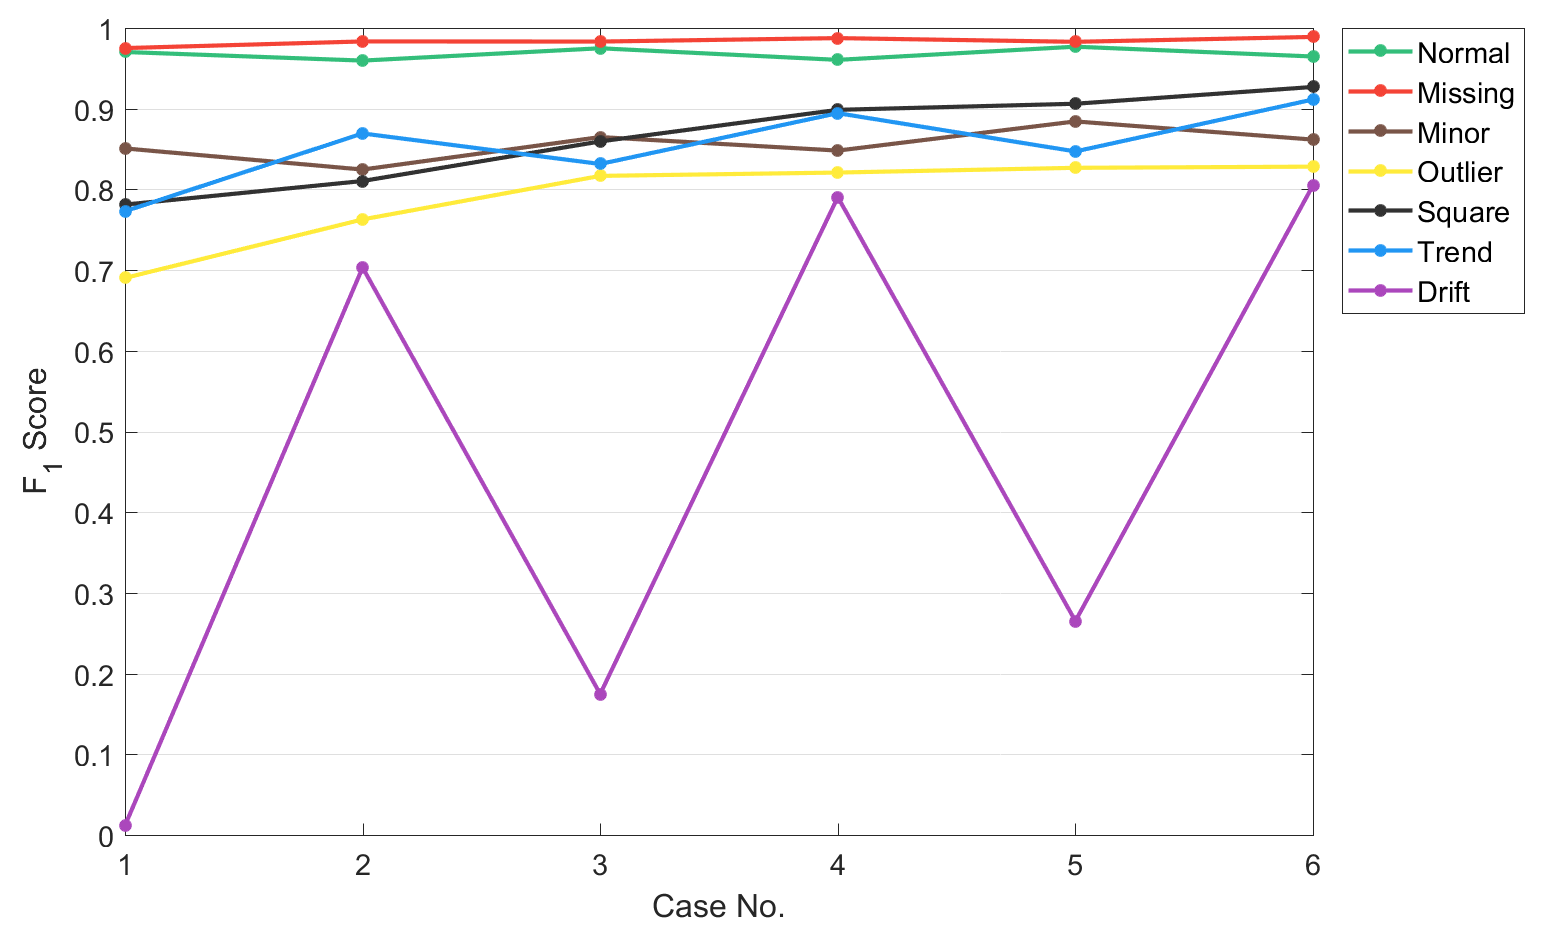 1
0.9
0.8
0.7
0.6
0.5
0.4
0.3
0.2
0.1
0
F1 Score
1 2 3 4 5 6
Case No.
Normal
Missing
Minor
Outlier
Square
Trend
Drift